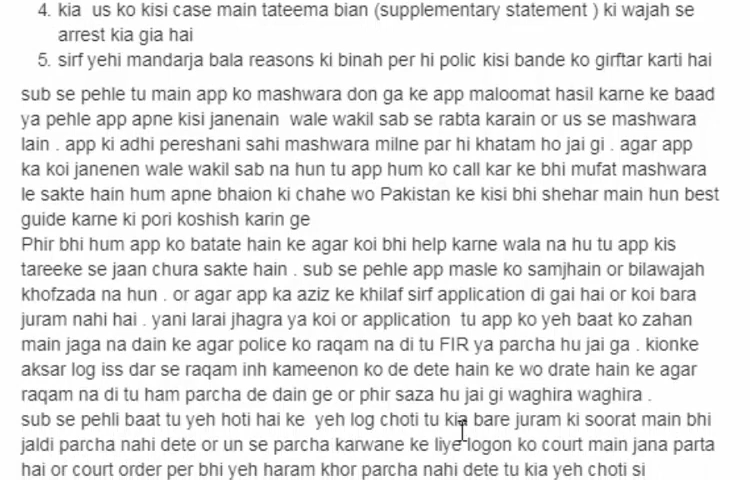 4. kia us ko kisi case main tateema bian (supplementary statement ) ki wajah se
arrest kia gia hai
5. sirf yehi mandarja bala reasons ki binah per hi polic kisi bande ko girftar karti hai
sub se pehle tu main app ko mashwara don ga ke app maloomat hasil karne ke baad
ya pehle app apne kisi janenain wale wakil sab se rabta karain or us se mashwara
lain . app ki adhi pereshani sahi mashwara milne par hi khatam ho jai gi . agar app
ka koi janenen wale wakil sab na hun tu app hum ko call kar ke bhi mufat mashwara
le sakte hain hum apne bhaion ki chahe wo Pakistan ke kisi bhi shehar main hun best
guide karne ki pori koshish karin ge
Phir bhi hum app ko batate hain ke agar koi bhi help karne wala na hu tu app kis
tareeke se jaan chura sakte hain . sub se pehle app masle ko samjhain or bilawajah
khofzada na hun . or agar app ka aziz ke khilaf sirf application di gai hai or koi bara
juram nahi hai . yani larai jhagra ya koi or application tu app ko yeh baat ko zahan
main jaga na dain ke agar police ko raqam na di tu FIR ya parcha hu jai ga . kionke
aksar log iss dar se raqam inh kameenon ko de dete hain ke wo drate hain ke agar
raqam na di tu ham parcha de dain ge or phir saza hu jai gi waghira waghira .
sub se pehli baat tu yeh hoti hai ke yeh log choti tu kia bare juram ki soorat main bhi
jaldi parcha nahi dete or un se parcha karwane ke liye logon ko court main jana parta
hai or court order per bhi yeh haram khor parcha nahi dete tu kia yeh choti si